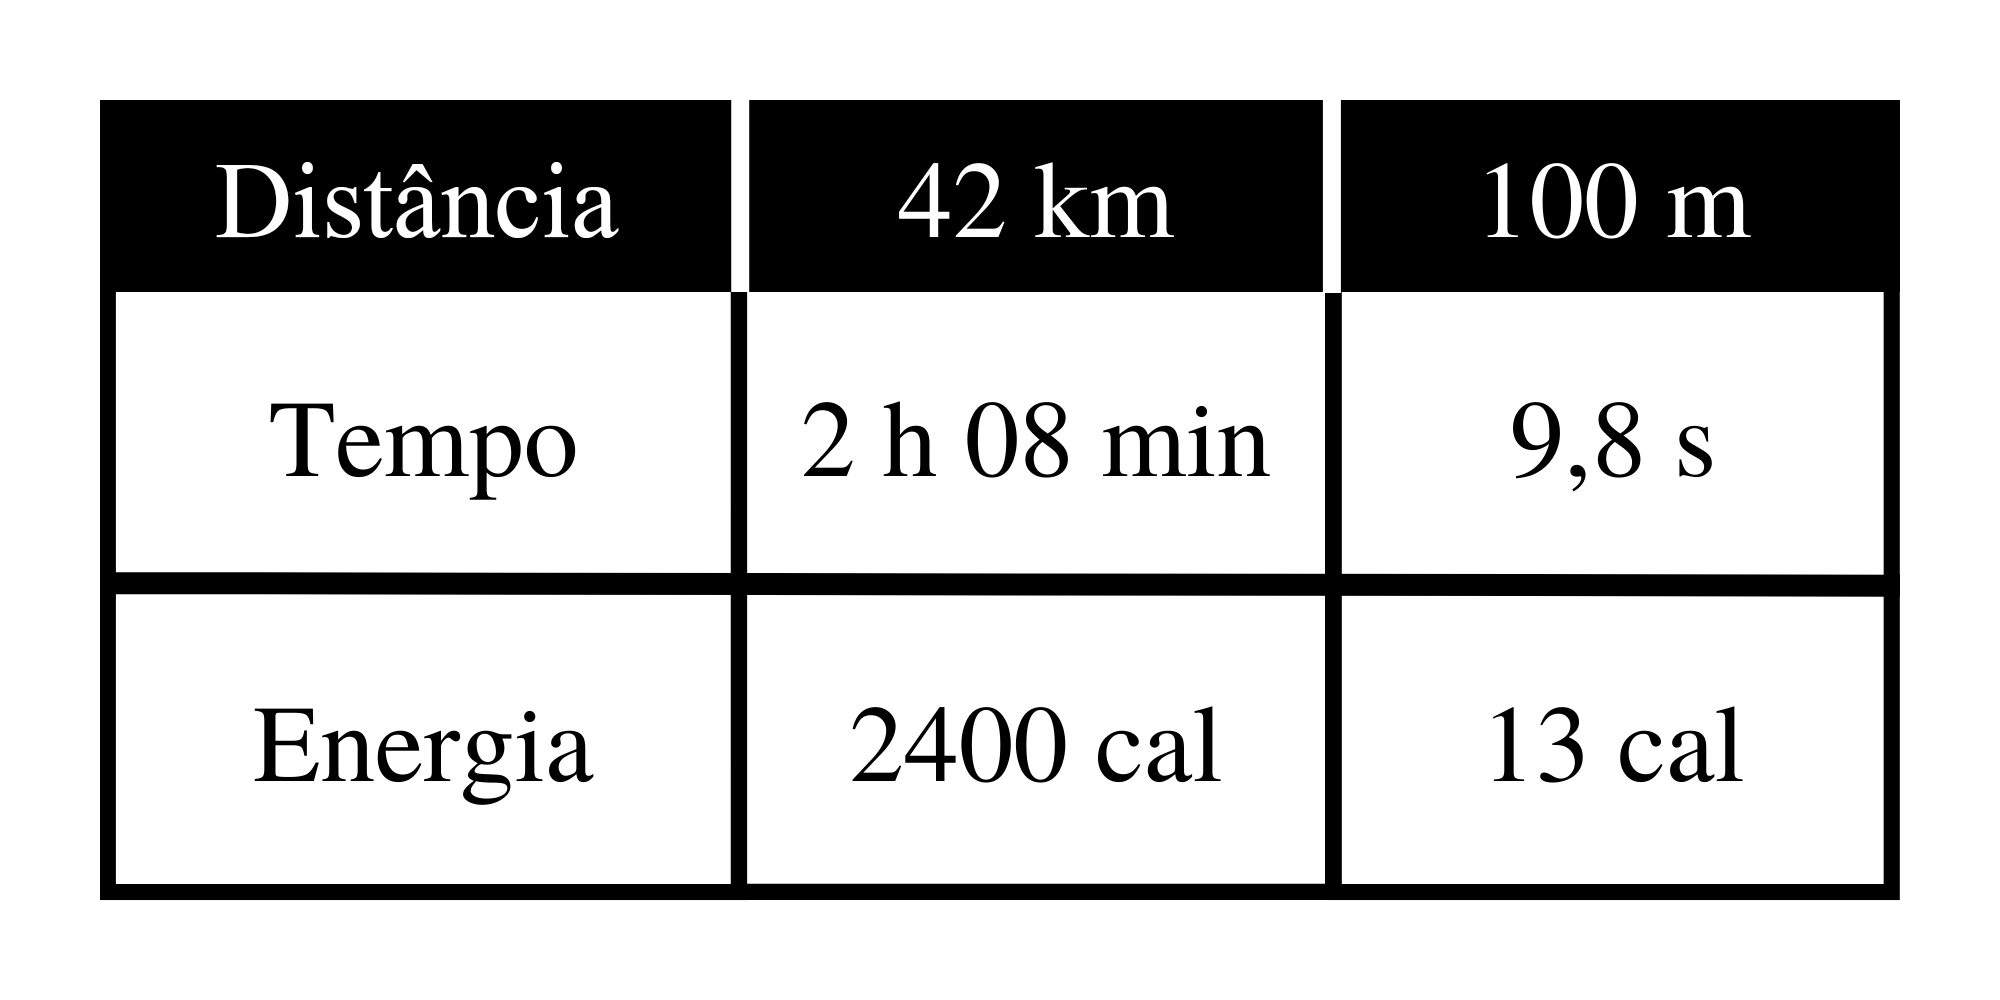 Distância 42 km 100 m
Tempo 2 h 08 min 9,8 s
Energia 2400 cal 13 cal